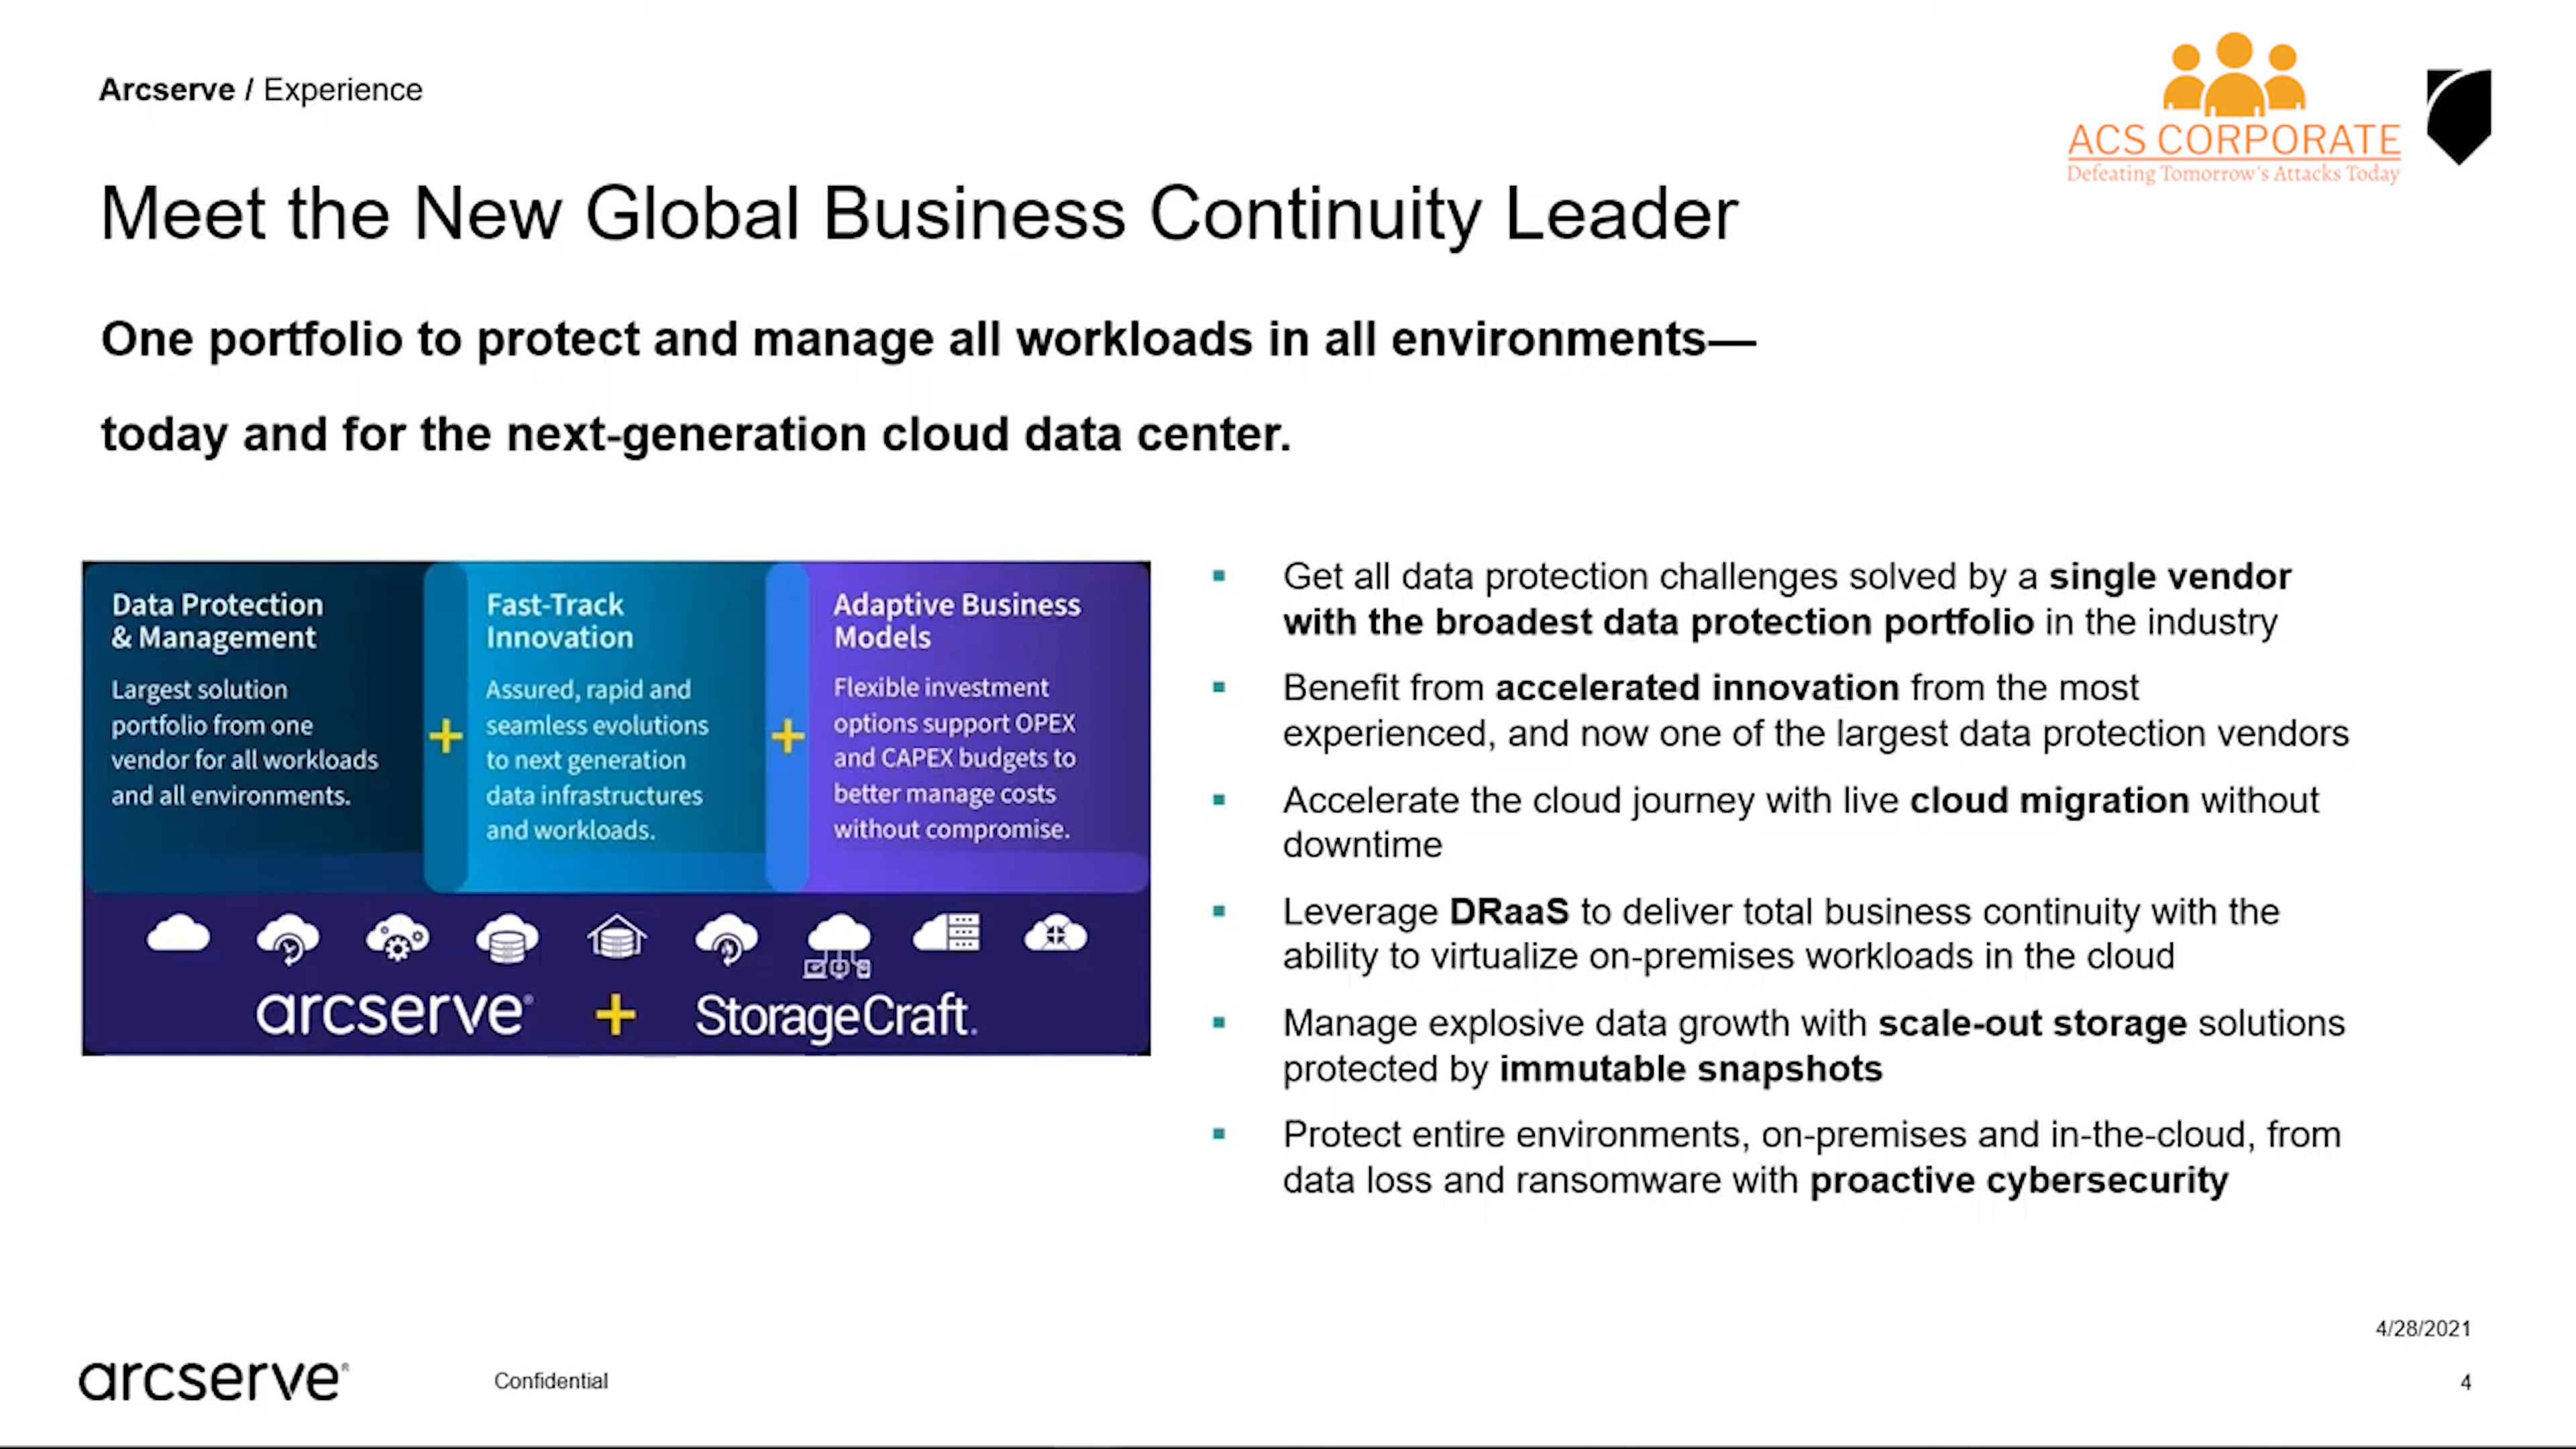 Arcserve / Experience
ACS CORPORATE
Defeating Tomorrow's Attacks Today
Meet the New Global Business Continuity Leader
One portfolio to protect and manage all workloads in all environments—
today and for the next-generation cloud data center.
Data Protection
& Management
Largest solution
portfolio from one
vendor for all workloads
and all environments.
+
Fast-Track
Innovation
Assured, rapid and
seamless evolutions
to next generation
data infrastructures
and workloads.
+
Adaptive Business
Models
Flexible investment
options support OPEX
and CAPEX budgets to
better manage costs
without compromise.
arcserve® + StorageCraft.
▪ Get all data protection challenges solved by a single vendor
with the broadest data protection portfolio in the industry
▪ Benefit from accelerated innovation from the most
experienced, and now one of the largest data protection vendors
▪ Accelerate the cloud journey with live cloud migration without
downtime
▪ Leverage DRaaS to deliver total business continuity with the
ability to virtualize on-premises workloads in the cloud
▪ Manage explosive data growth with scale-out storage solutions
protected by immutable snapshots
▪ Protect entire environments, on-premises and in-the-cloud, from
data loss and ransomware with proactive cybersecurity
4/28/2021
arcserve®
Confidential
4